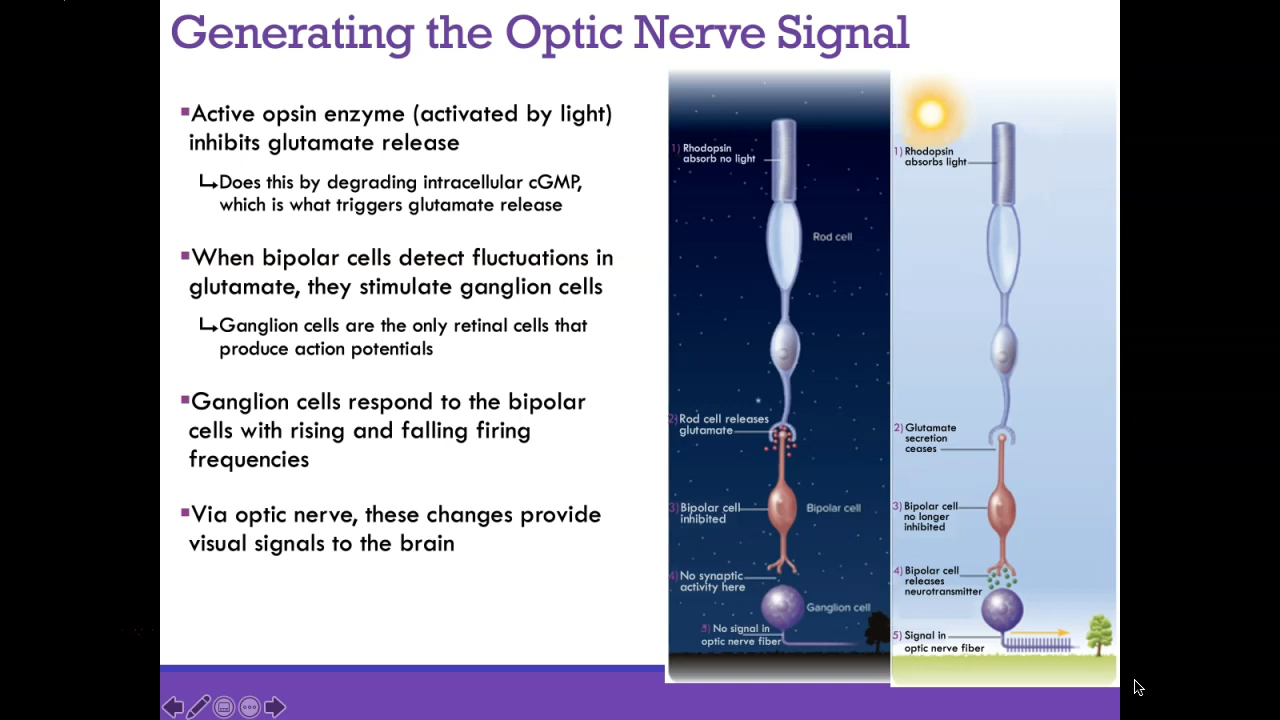 Generating the Optic Nerve Signal
Active opsin enzyme (activated by light)
inhibits glutamate release
Does this by degrading intracellular cGMP,
which is what triggers glutamate release
When bipolar cells detect fluctuations in
glutamate, they stimulate ganglion cells
Ganglion cells are the only retinal cells that
produce action potentials
Ganglion cells respond to the bipolar
cells with rising and falling firing
frequencies
Via optic nerve, these changes provide
visual signals to the brain
1) Rhodopsin
absorb no light
Rod cell
2) Rod cell releases
glutamate
3) Bipolar cell
inhibited
Bipolar cell
4) No synaptic
activity here
Ganglion cell
5) No signal in
optic nerve fiber
1) Rhodopsin
absorbs light
2) Glutamate
secretion
ceases
3) Bipolar cell
no longer
inhibited
4) Bipolar cell
releases
neurotransmitter
5) Signal in
optic nerve fiber